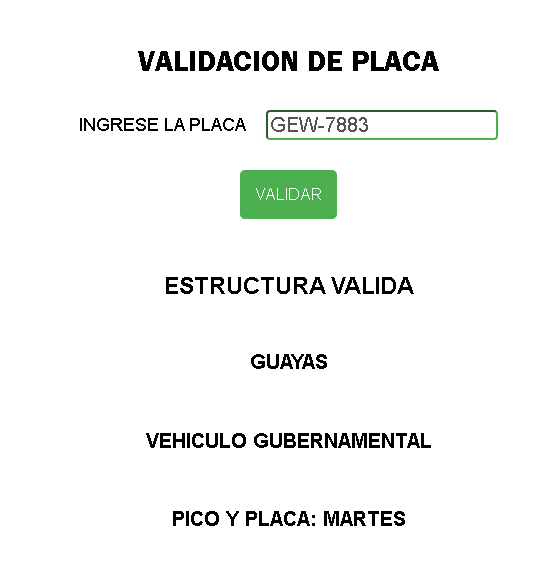 VALIDACION DE PLACA
INGRESE LA PLACA GEW-7883
VALIDAR
ESTRUCTURA VALIDA
GUAYAS
VEHICULO GUBERNAMENTAL
PICO Y PLACA: MARTES